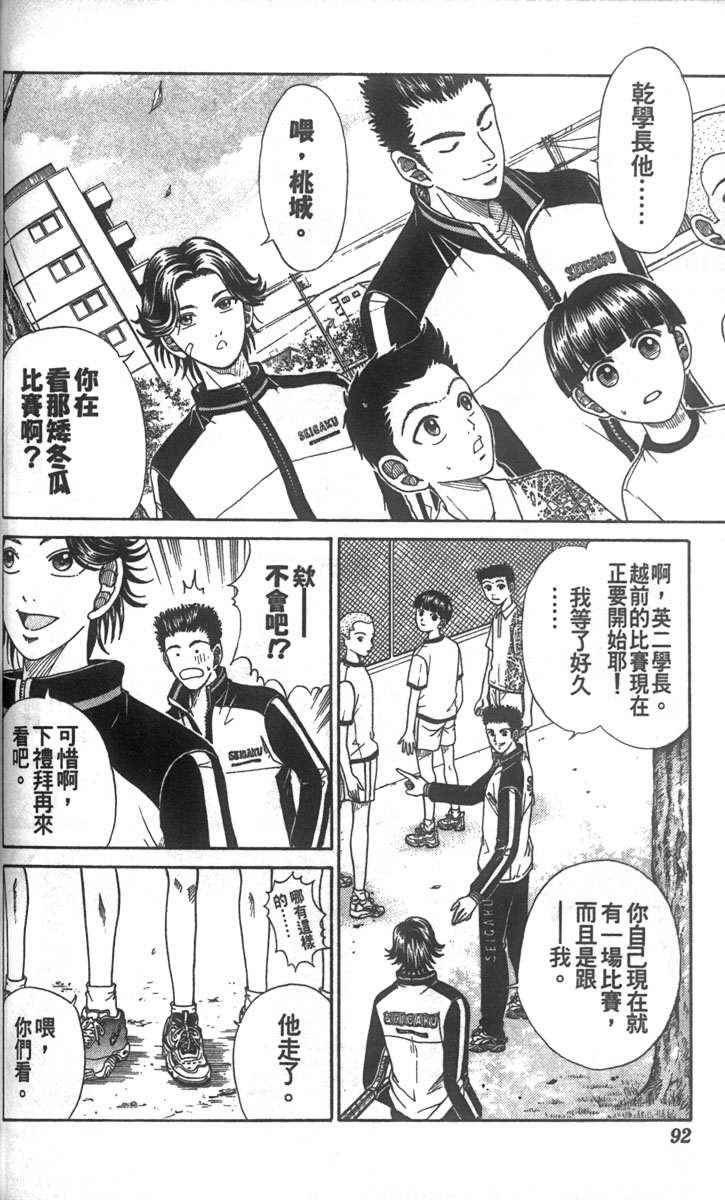 乾學長他⋯⋯
喂，桃城。
你在
看那矮冬瓜
比賽啊？
SEIGAKU
SEIGAKU
啊，英二學長。
越前的比賽現在
正要開始耶！
我等了好久
⋯⋯
你自己現在就
有一場比賽，
而且是跟
——我。
SEIGAKU
SEIGAKU
欸——
不會吧!?
可惜啊，
下禮拜再來
看吧。
SEIGAKU
哪有這樣
的⋯⋯
他走了。
喂，
你們看。
92